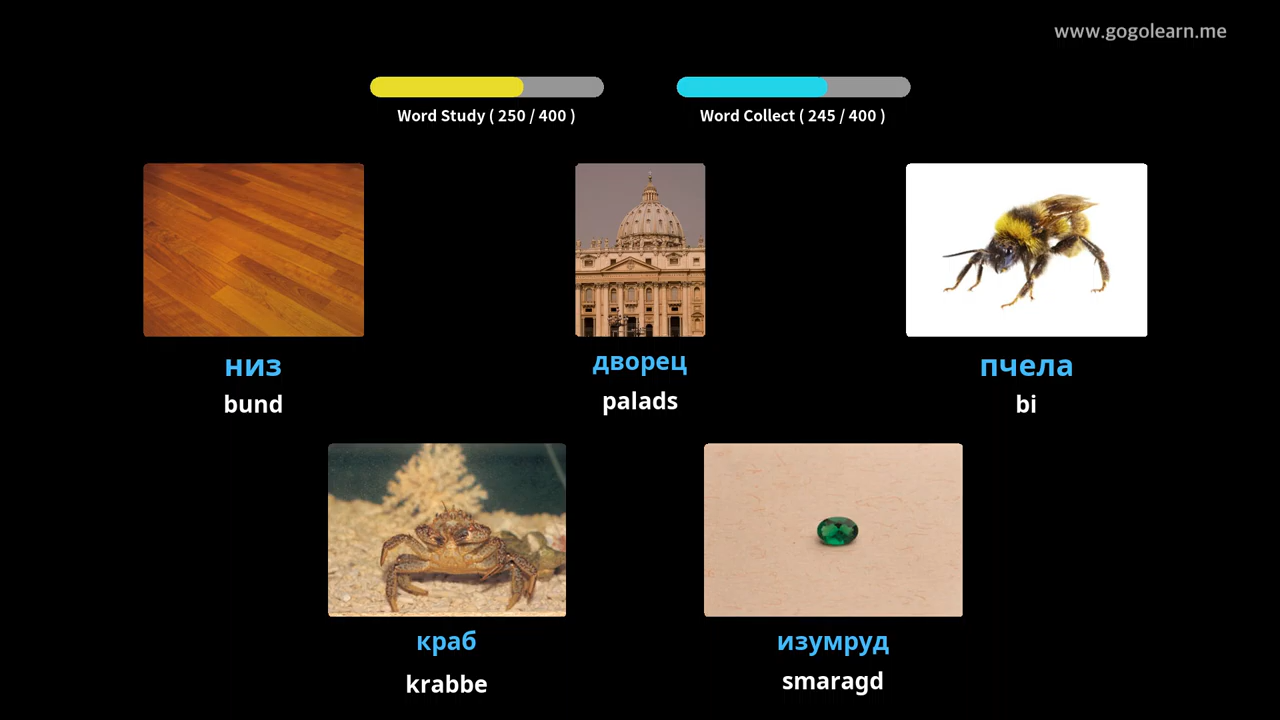 www.gogolearn.me
Word Study ( 250 / 400 )
Word Collect ( 245 / 400 )
низ
bund
дворец
palads
пчела
bi
краб
krabbe
изумруд
smaragd